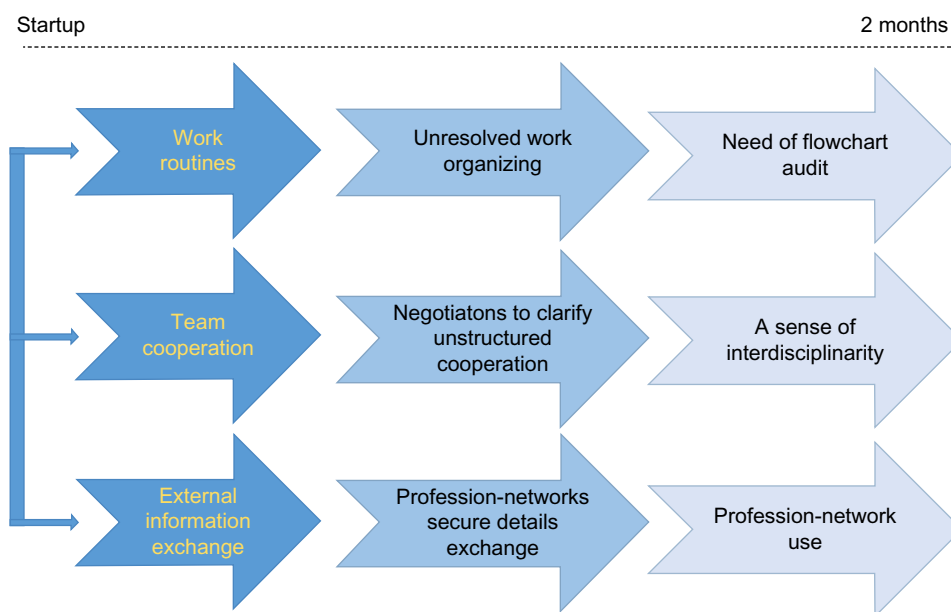 Startup
2 months
Work
routines
Unresolved work
organizing
Need of flowchart
audit
Team
cooperation
Negotiatons to clarify
unstructured
cooperation
A sense of
interdisciplinarity
External
information
exchange
Profession-networks
secure details
exchange
Profession-network
use